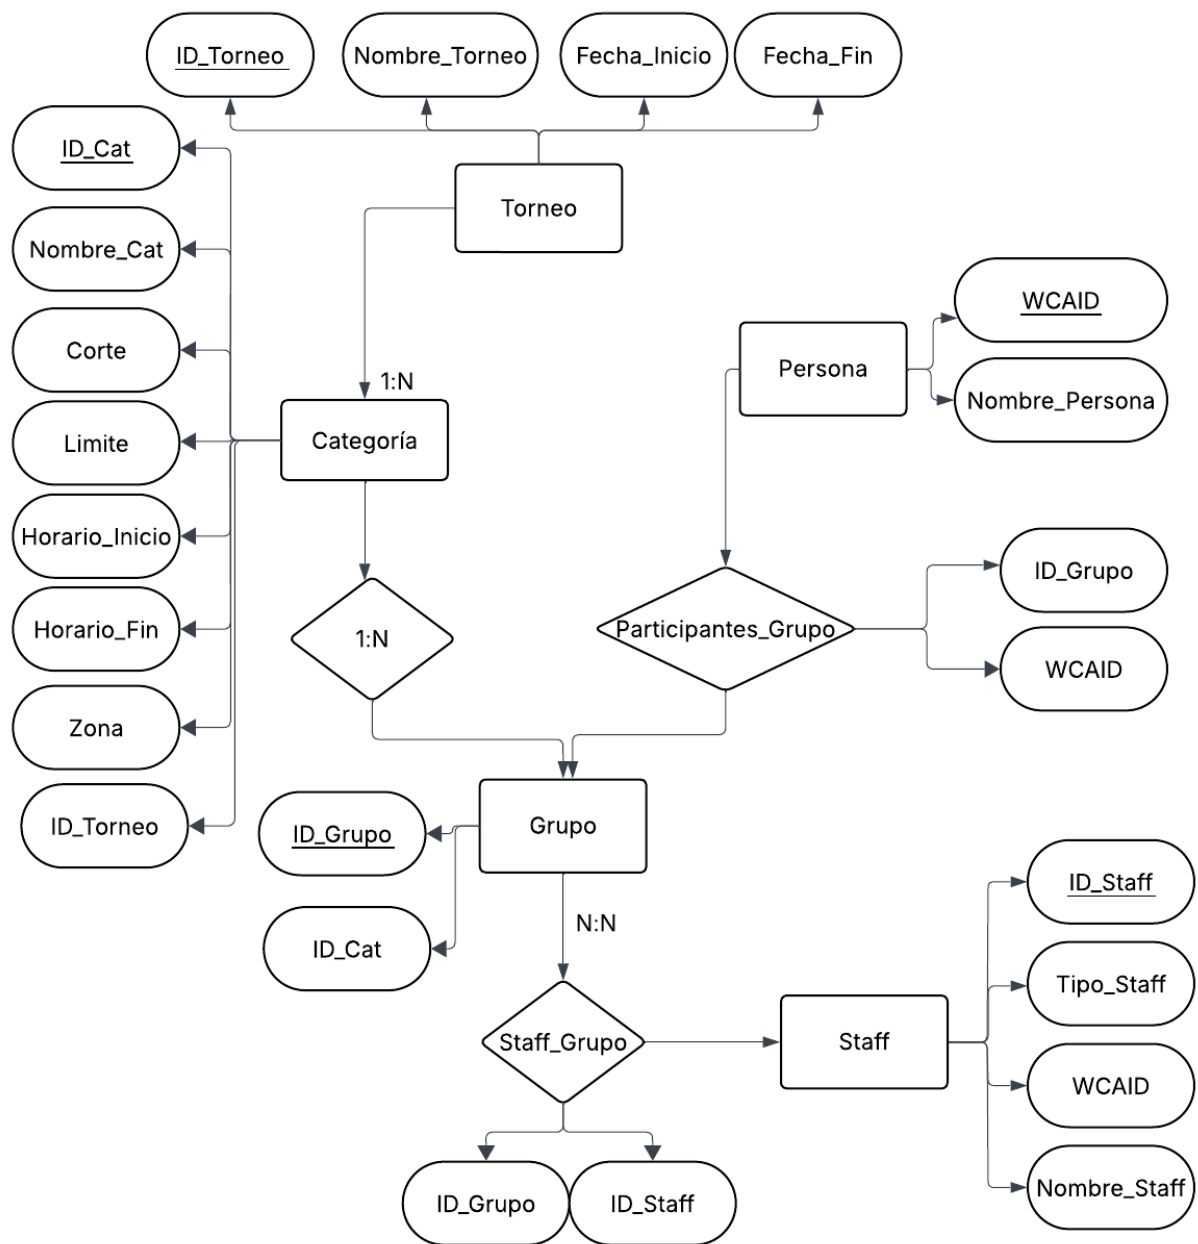 ID_Torneo
Nombre_Torneo
Fecha_Inicio
Fecha_Fin
ID_Cat
Torneo
Nombre_Cat
WCAID
Corte
Persona
1:N
Nombre_Persona
Limite
Categoría
Horario_Inicio
ID_Grupo
Horario_Fin
1:N
Participantes_Grupo
WCAID
Zona
ID_Torneo
ID_Grupo
Grupo
ID_Staff
N:N
ID_Cat
Tipo_Staff
Staff_Grupo
Staff
WCAID
Nombre_Staff
ID_Grupo
ID_Staff